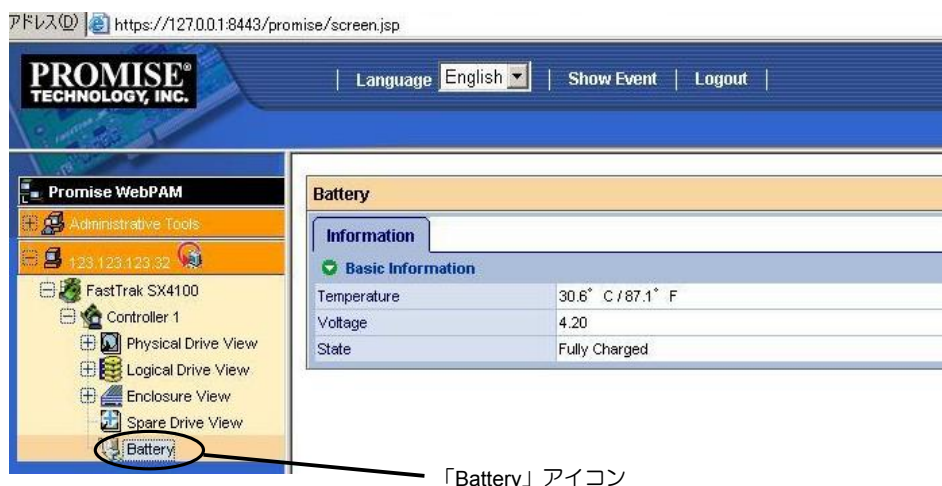 アドレス(D) https://127.0.0.1:8443/promise/screen.jsp
PROMISE®
TECHNOLOGY, INC.
| Language English | Show Event | Logout |
Promise WebPAM
Administrative Tools
123.123.123.32
FastTrak SX4100
Controller 1
Physical Drive View
Logical Drive View
Enclosure View
Spare Drive View
Battery
Battery
Information
Basic Information
Temperature 30.6° C / 87.1° F
Voltage 4.20
State Fully Charged
「Battery」アイコン